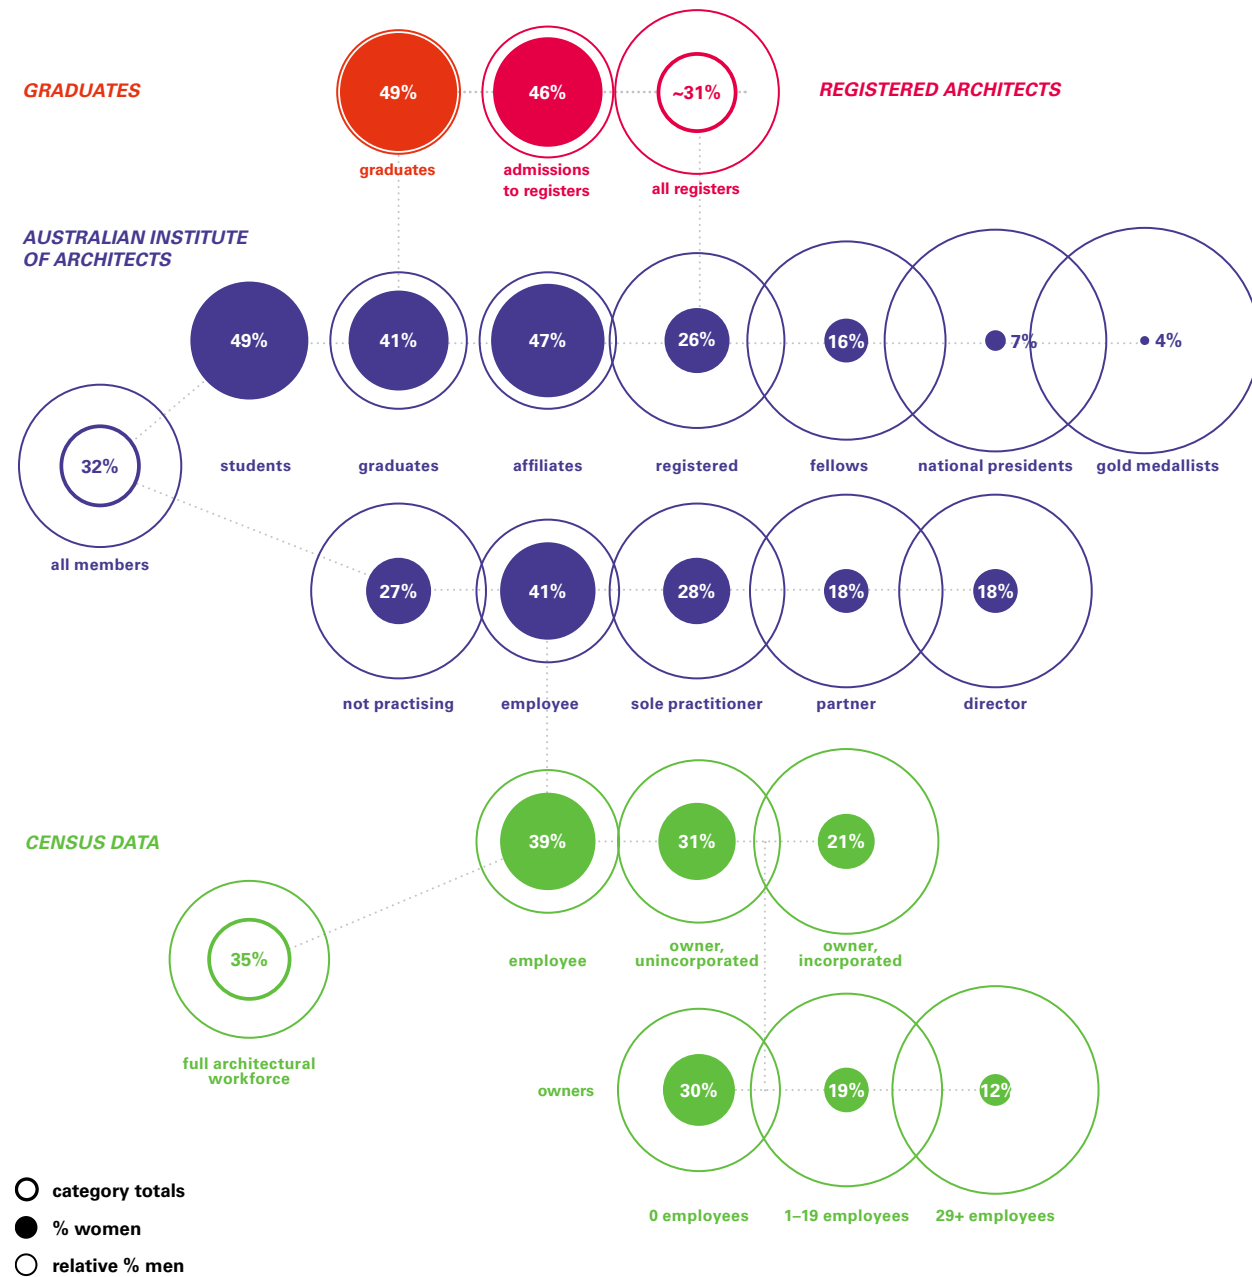 GRADUATES
49%
46%
~31%
REGISTERED ARCHITECTS
graduates
admissions
to registers
all registers
AUSTRALIAN INSTITUTE
OF ARCHITECTS
49%
41%
47%
26%
16%
7%
4%
32%
students
graduates
affiliates
registered
fellows
national presidents
gold medallists
all members
27%
41%
28%
18%
18%
not practising
employee
sole practitioner
partner
director
CENSUS DATA
39%
31%
21%
35%
employee
owner,
unincorporated
owner,
incorporated
full architectural
workforce
owners
30%
19%
12%
0 employees
1–19 employees
29+ employees
category totals
% women
relative % men